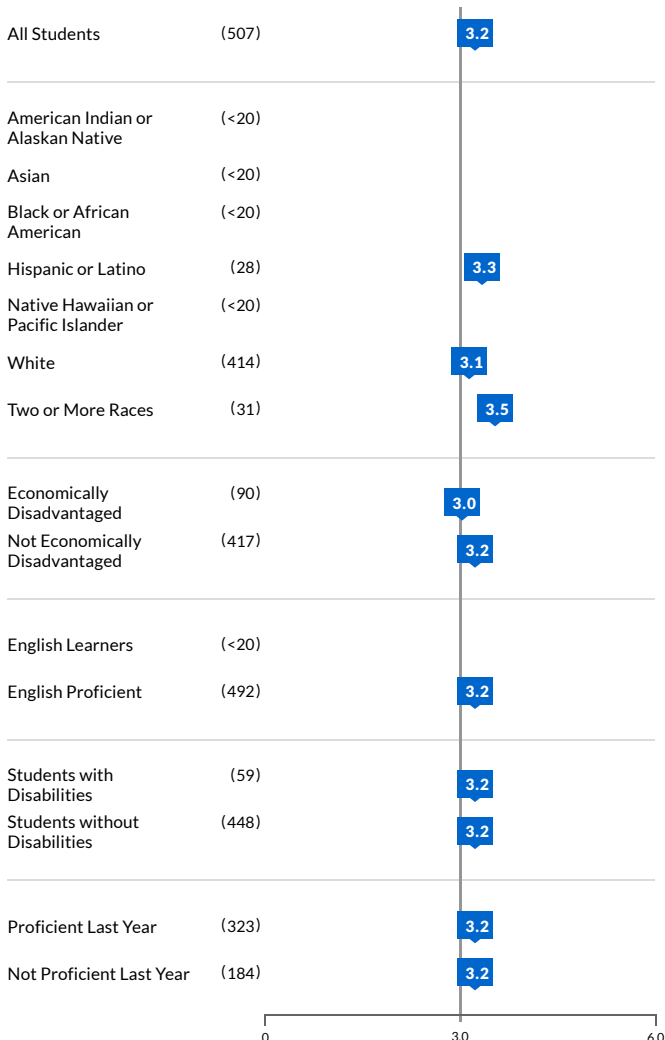 All Students (507) 3.2
American Indian or (<20)
Alaskan Native
Asian (<20)
Black or African (<20)
American
Hispanic or Latino (28) 3.3
Native Hawaiian or (<20)
Pacific Islander
White (414) 3.1
Two or More Races (31) 3.5
Economically (90) 3.0
Disadvantaged
Not Economically (417) 3.2
Disadvantaged
English Learners (<20)
English Proficient (492) 3.2
Students with (59) 3.2
Disabilities
Students without (448) 3.2
Disabilities
Proficient Last Year (323) 3.2
Not Proficient Last Year (184) 3.2
0 3.0 6.0